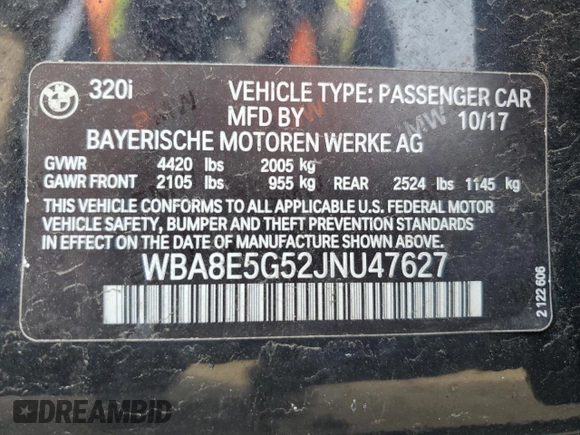 320i VEHICLE TYPE: PASSENGER CAR
MFD BY 10/17
BAYERISCHE MOTOREN WERKE AG
GVWR 4420 lbs 2005 kg
GAWR FRONT 2105 lbs 955 kg REAR 2524 lbs 1145 kg
THIS VEHICLE CONFORMS TO ALL APPLICABLE U.S. FEDERAL MOTOR
VEHICLE SAFETY, BUMPER AND THEFT PREVENTION STANDARDS
IN EFFECT ON THE DATE OF MANUFACTURE SHOWN ABOVE.
WBA8E5G52JNU47627
2 122 606
DREAMBID